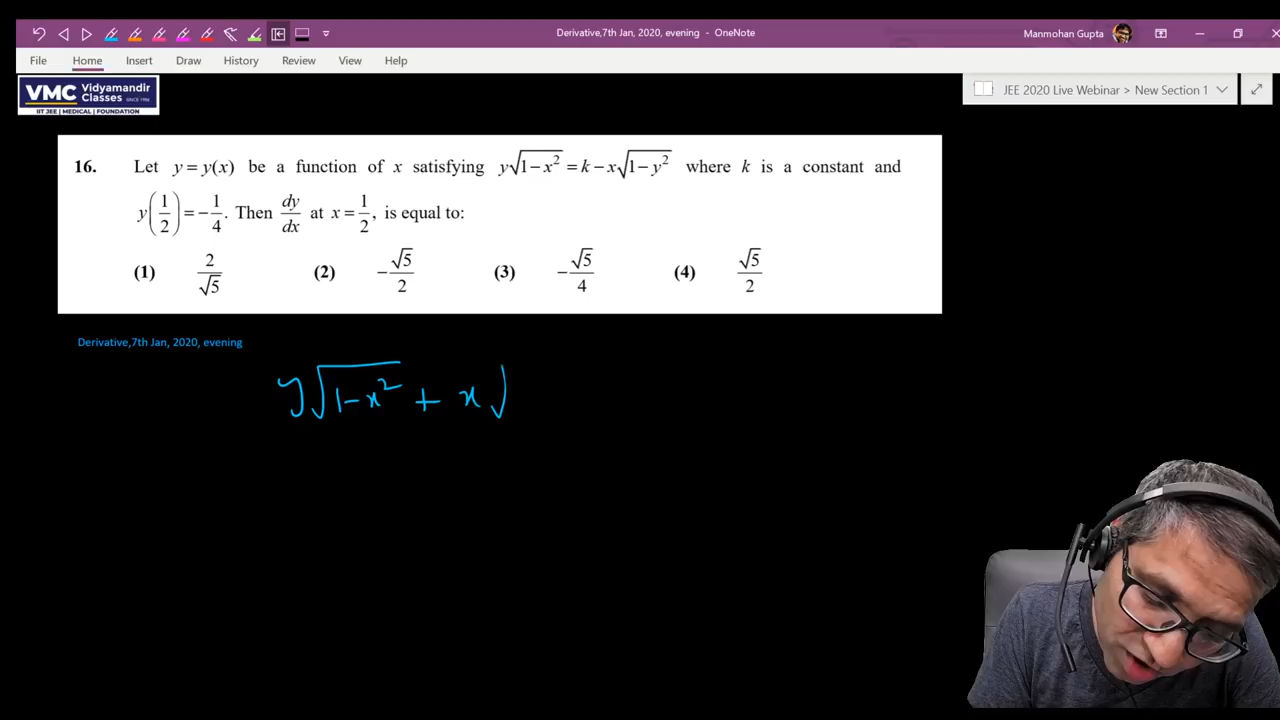 Derivative,7th Jan, 2020, evening - OneNote
Manmohan Gupta
File Home Insert Draw History Review View Help
VMC Vidyamandir Classes SINCE 1986
IIT JEE | MEDICAL | FOUNDATION
JEE 2020 Live Webinar > New Section 1
16. Let y = y(x) be a function of x satisfying y√(1−x²) = k − x√(1−y²) where k is a constant and
y(1/2) = −1/4. Then dy/dx at x = 1/2, is equal to:
(1) 2/√5 (2) −√5/2 (3) −√5/4 (4) √5/2
Derivative,7th Jan, 2020, evening
y√(1−x²) + x√